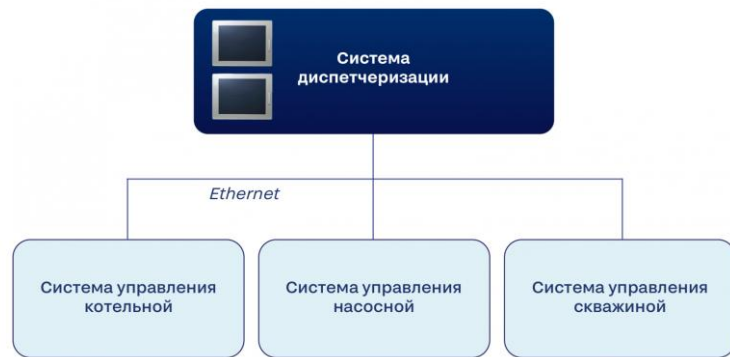 Система
диспетчеризации
Ethernet
Система управления
котельной
Система управления
насосной
Система управления
скважиной